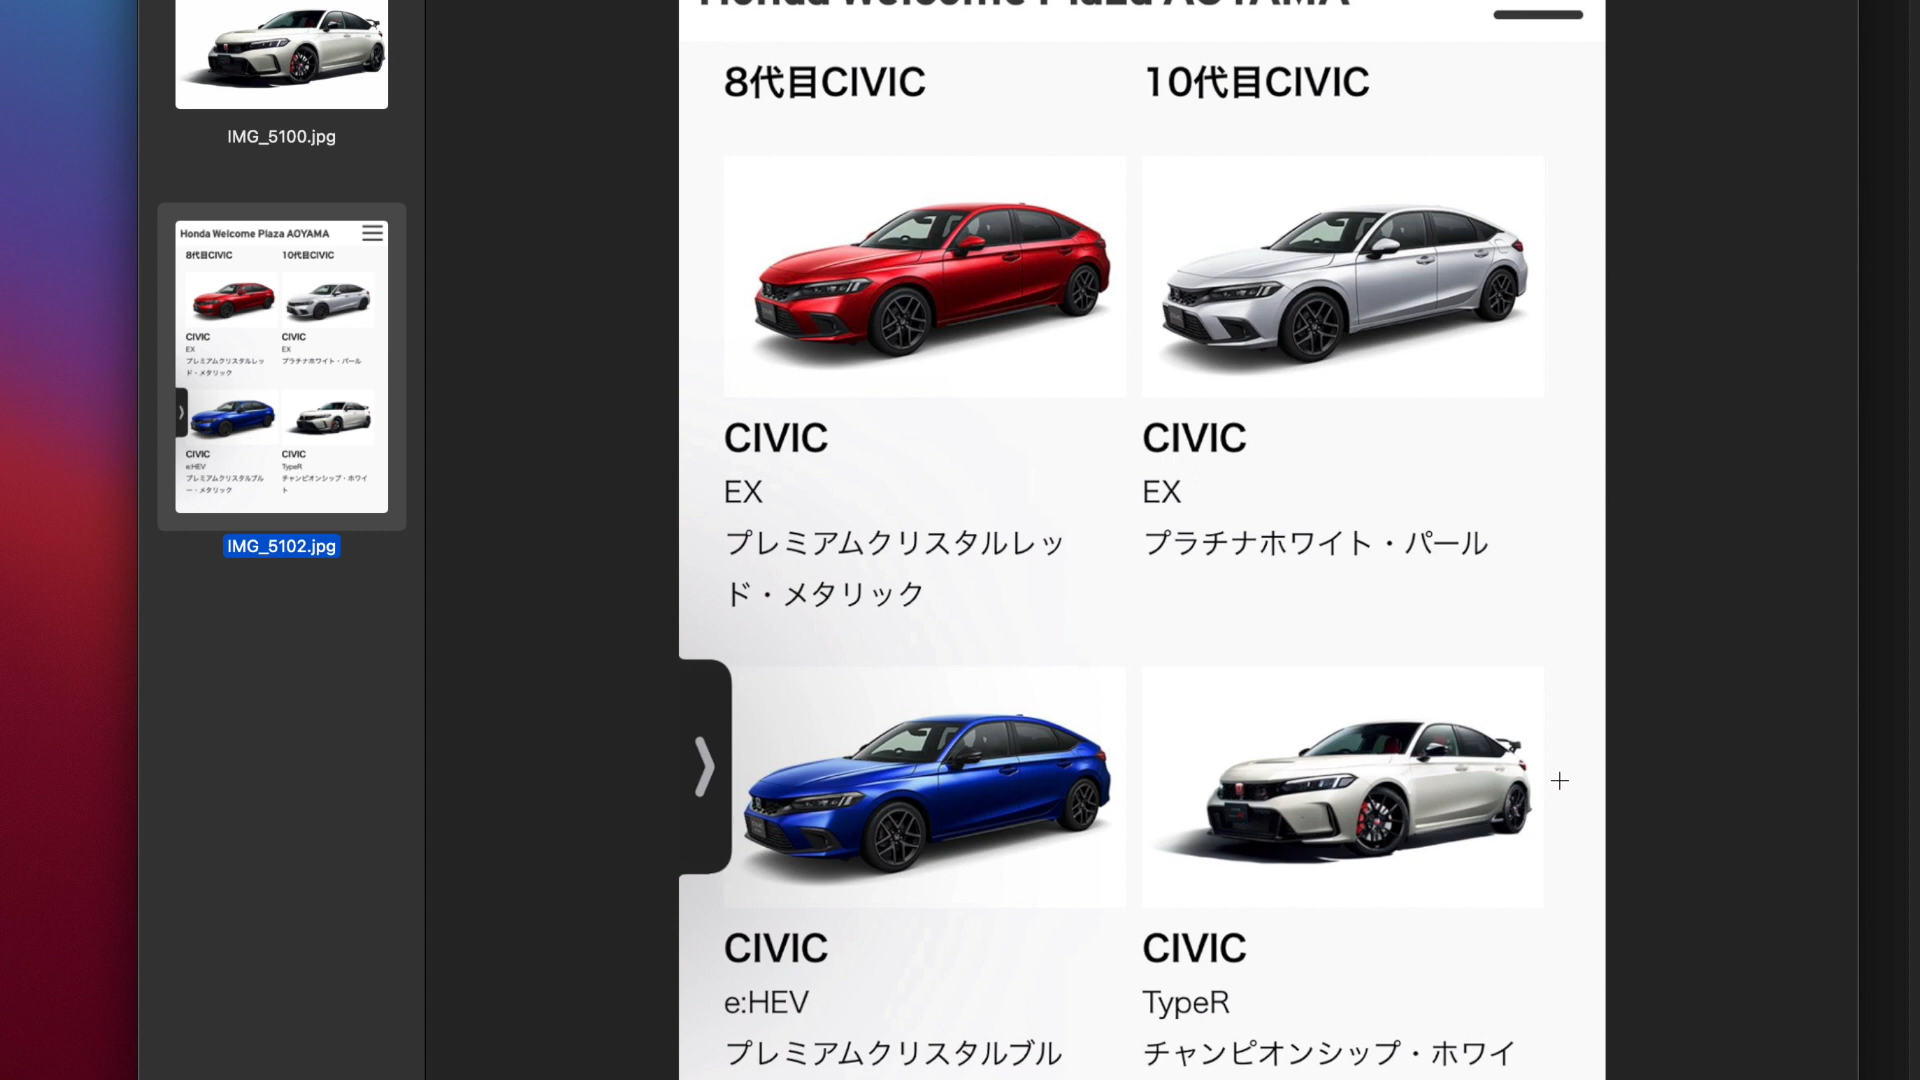 IMG_5100.jpg
Honda Welcome Plaza AOYAMA
8代目CIVIC
10代目CIVIC
CIVIC
EX
プレミアムクリスタルレッ
ド・メタリック
CIVIC
EX
プラチナホワイト・パール
CIVIC
e:HEV
プレミアムクリスタルブル
ー・メタリック
CIVIC
TypeR
チャンピオンシップ・ホワイ
ト
IMG_5102.jpg
Honda Welcome Plaza AOYAMA
8代目CIVIC
10代目CIVIC
CIVIC
EX
プレミアムクリスタルレッ
ド・メタリック
CIVIC
EX
プラチナホワイト・パール
CIVIC
e:HEV
プレミアムクリスタルブル
CIVIC
TypeR
チャンピオンシップ・ホワイ